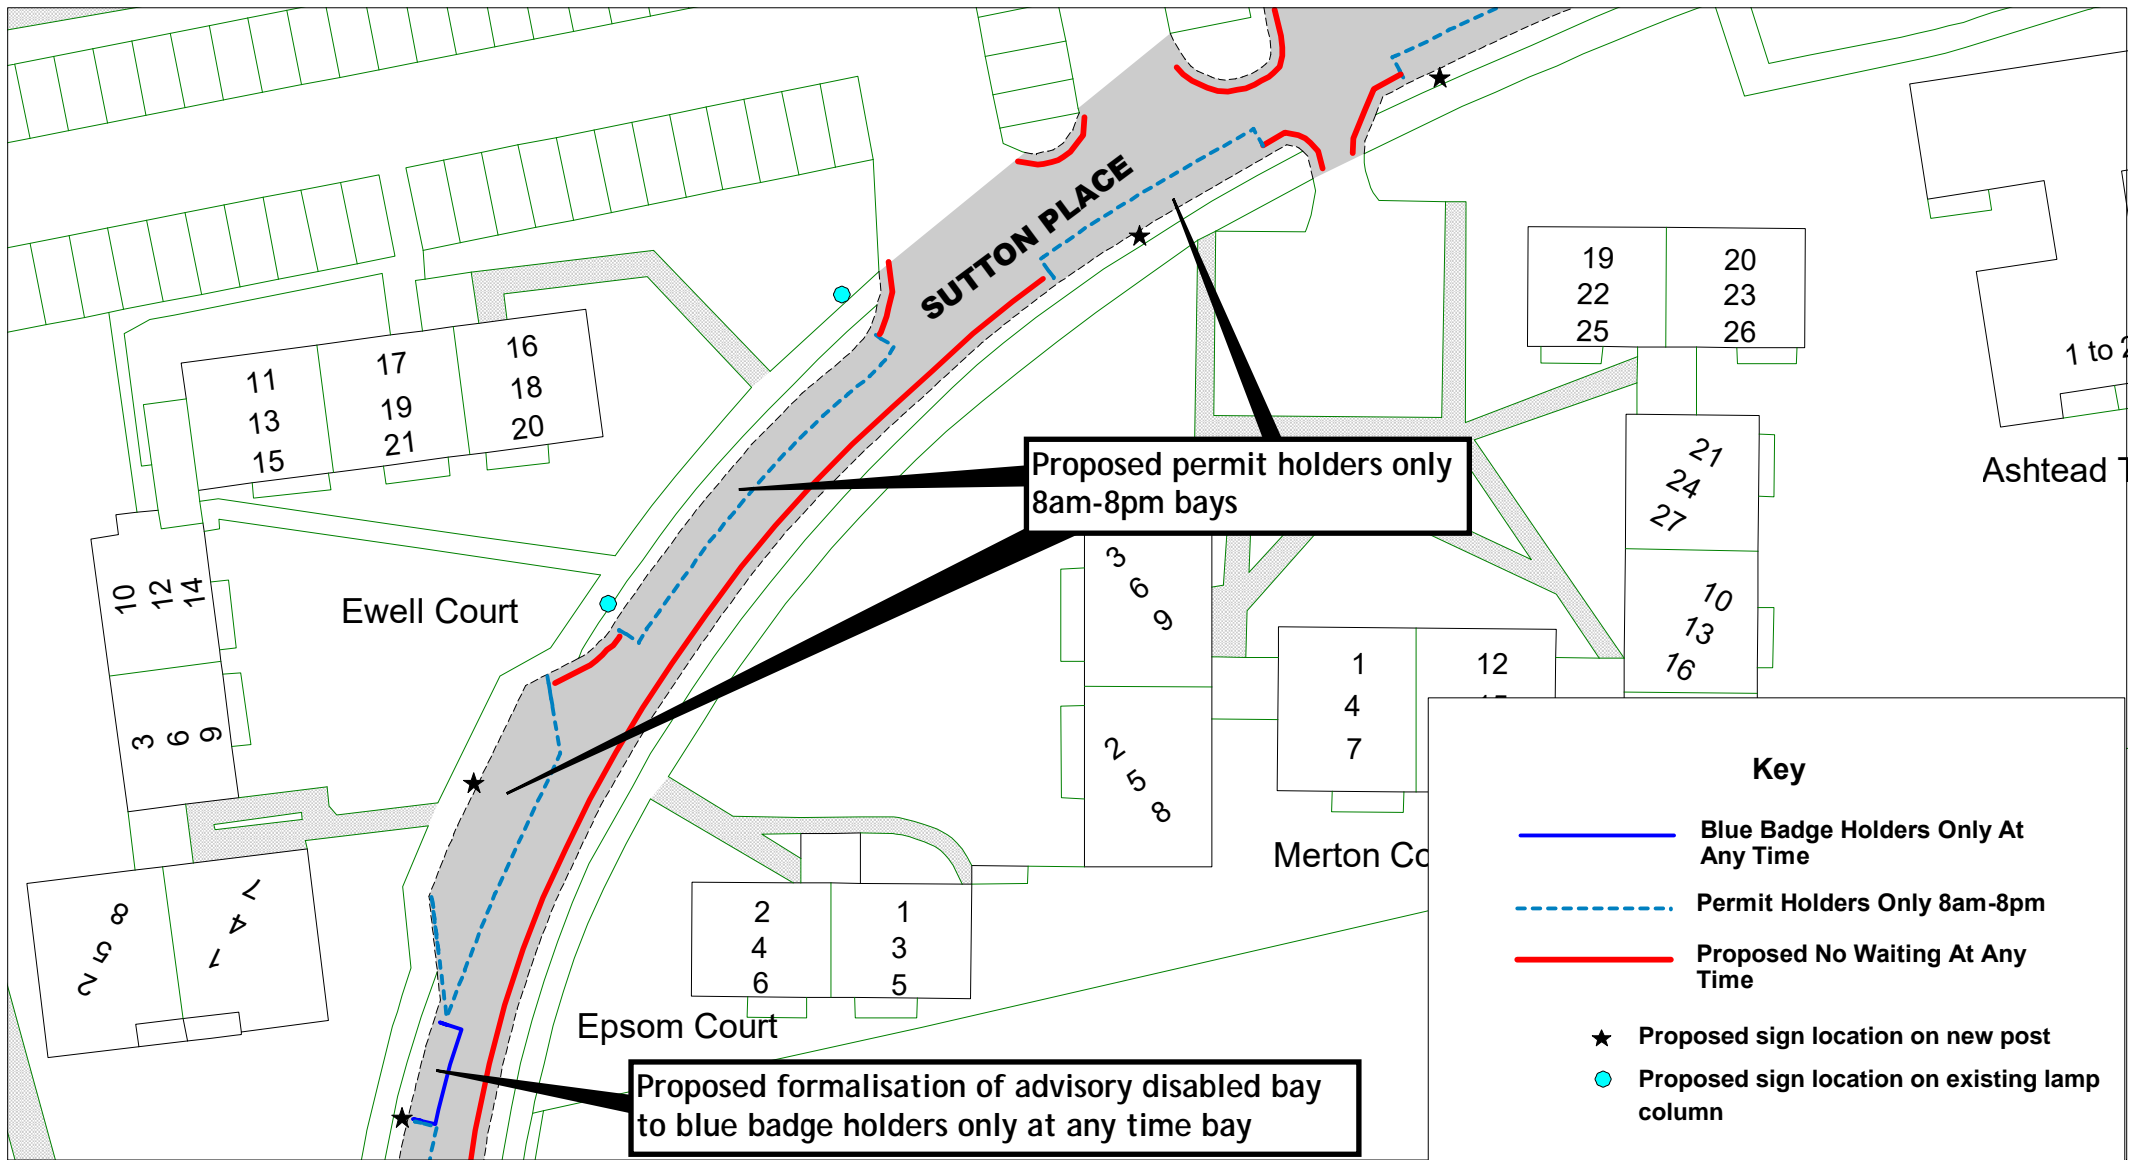 SUTTON PLACE
19 20
22 23
25 26
1 to
16
17
11
18
19
13
20
21
15
21
24
27
Ashtead
Proposed permit holders only
8am-8pm bays
3
6
9
10
12
14
10
13
16
Ewell Court
1 12
4
7
3
6
9
2
5
8
Key
Blue Badge Holders Only At
Any Time
Merton Co
Permit Holders Only 8am-8pm
7
4
1
8
5
2
2 1
4 3
6 5
Proposed No Waiting At Any
Time
Epsom Court
Proposed sign location on new post
Proposed sign location on existing lamp
column
Proposed formalisation of advisory disabled bay
to blue badge holders only at any time bay